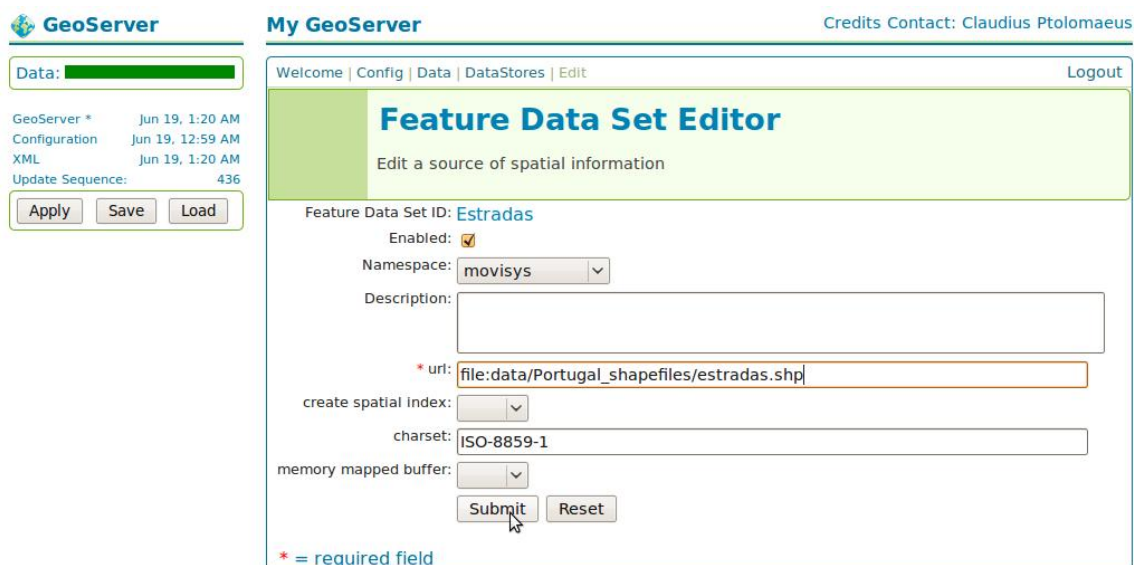 GeoServer
My GeoServer
Credits Contact: Claudius Ptolomaeus
Data:
GeoServer * Jun 19, 1:20 AM
Configuration Jun 19, 12:59 AM
XML Jun 19, 1:20 AM
Update Sequence: 436
Apply Save Load
Welcome | Config | Data | DataStores | Edit
Logout
Feature Data Set Editor
Edit a source of spatial information
Feature Data Set ID: Estradas
Enabled:
Namespace: movisys
Description:
* url: file:data/Portugal_shapefiles/estradas.shp
create spatial index:
charset: ISO-8859-1
memory mapped buffer:
Submit Reset
* = required field